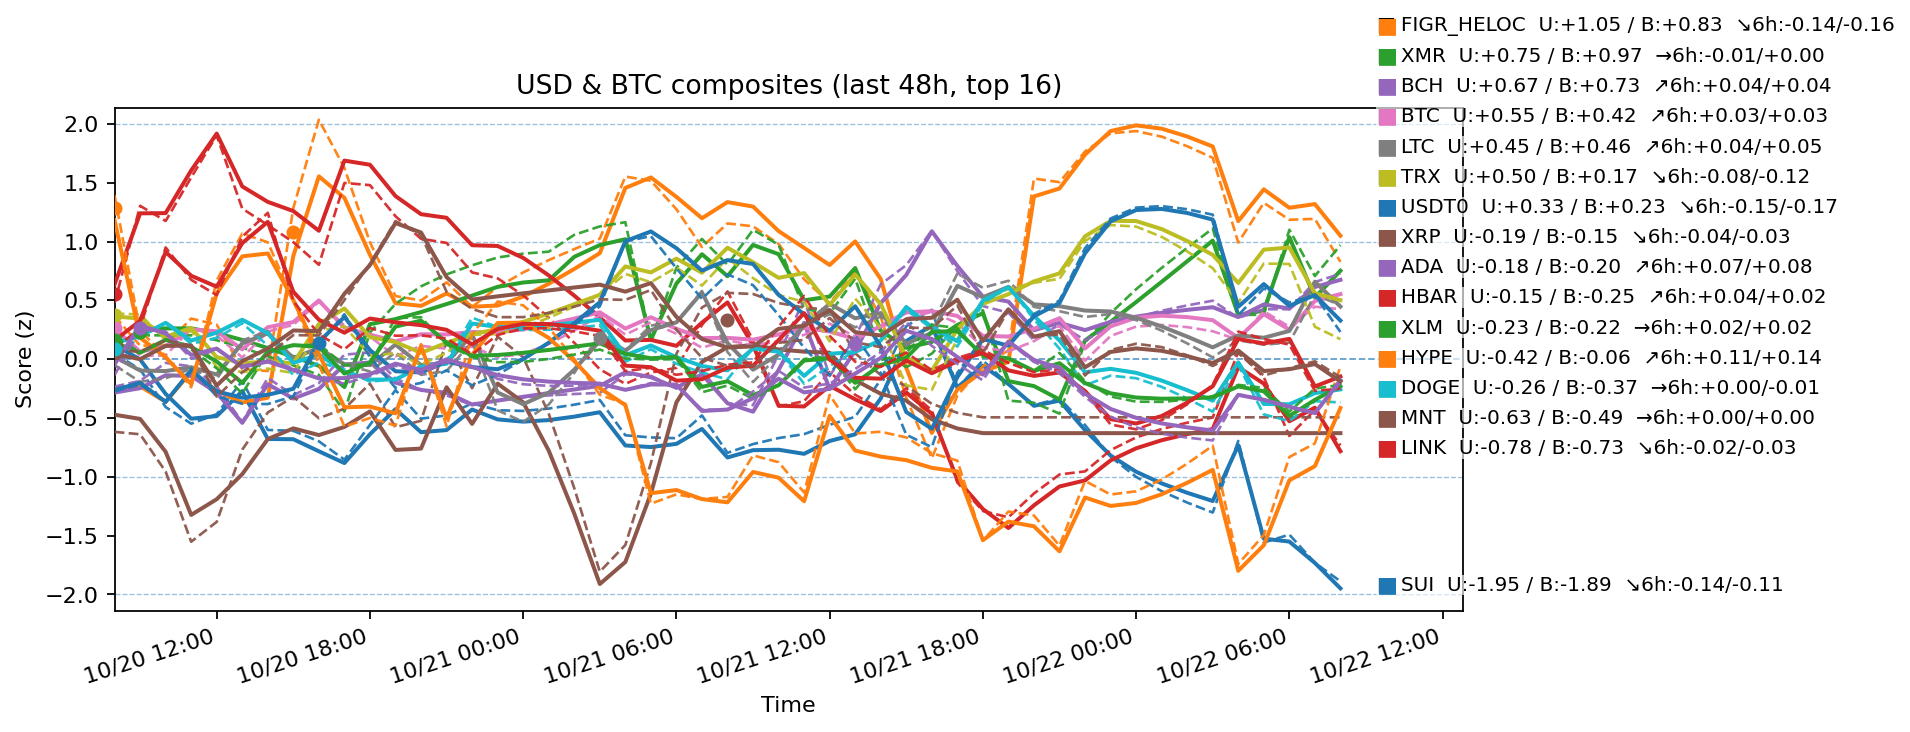 USD & BTC composites (last 48h, top 16)
FIGR_HELOC U:+1.05 / B:+0.83 ↘6h:-0.14/-0.16
XMR U:+0.75 / B:+0.97 →6h:-0.01/+0.00
BCH U:+0.67 / B:+0.73 ↗6h:+0.04/+0.04
BTC U:+0.55 / B:+0.42 ↗6h:+0.03/+0.03
LTC U:+0.45 / B:+0.46 ↗6h:+0.04/+0.05
TRX U:+0.50 / B:+0.17 ↘6h:-0.08/-0.12
USDT0 U:+0.33 / B:+0.23 ↘6h:-0.15/-0.17
XRP U:-0.19 / B:-0.15 ↘6h:-0.04/-0.03
ADA U:-0.18 / B:-0.20 ↗6h:+0.07/+0.08
HBAR U:-0.15 / B:-0.25 ↗6h:+0.04/+0.02
XLM U:-0.23 / B:-0.22 →6h:+0.02/+0.02
HYPE U:-0.42 / B:-0.06 ↗6h:+0.11/+0.14
DOGE U:-0.26 / B:-0.37 →6h:+0.00/-0.01
MNT U:-0.63 / B:-0.49 →6h:+0.00/+0.00
LINK U:-0.78 / B:-0.73 ↘6h:-0.02/-0.03
SUI U:-1.95 / B:-1.89 ↘6h:-0.14/-0.11
Score (z)
2.0
1.5
1.0
0.5
0.0
−0.5
−1.0
−1.5
−2.0
10/20 12:00
10/20 18:00
10/21 00:00
10/21 06:00
10/21 12:00
10/21 18:00
10/22 00:00
10/22 06:00
10/22 12:00
Time